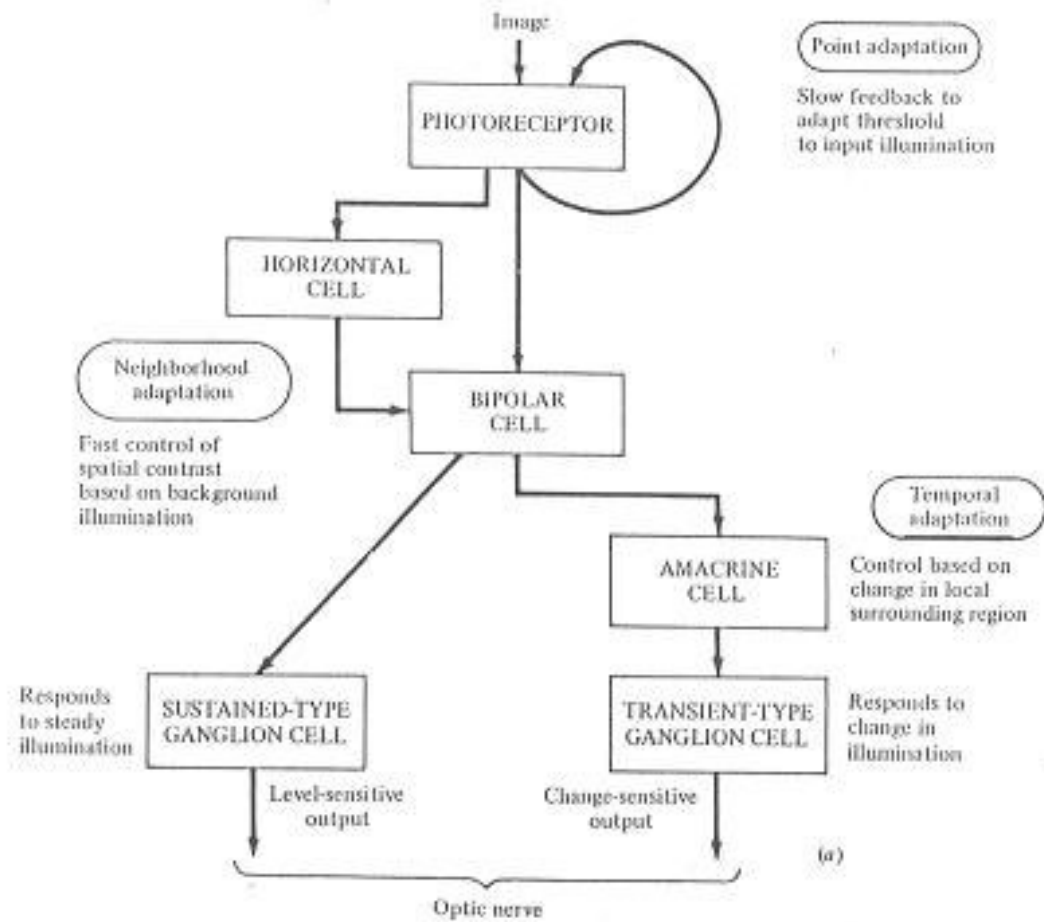 Image
Point adaptation
Slow feedback to
adapt threshold
to input illumination
PHOTORECEPTOR
HORIZONTAL
CELL
Neighborhood
adaptation
Fast control of
spatial contrast
based on background
illumination
BIPOLAR
CELL
Temporal
adaptation
Control based on
change in local
surrounding region
AMACRINE
CELL
Responds
to steady
illumination
SUSTAINED-TYPE
GANGLION CELL
TRANSIENT-TYPE
GANGLION CELL
Responds to
change in
illumination
Level-sensitive
output
Change-sensitive
output
(a)
Optic nerve